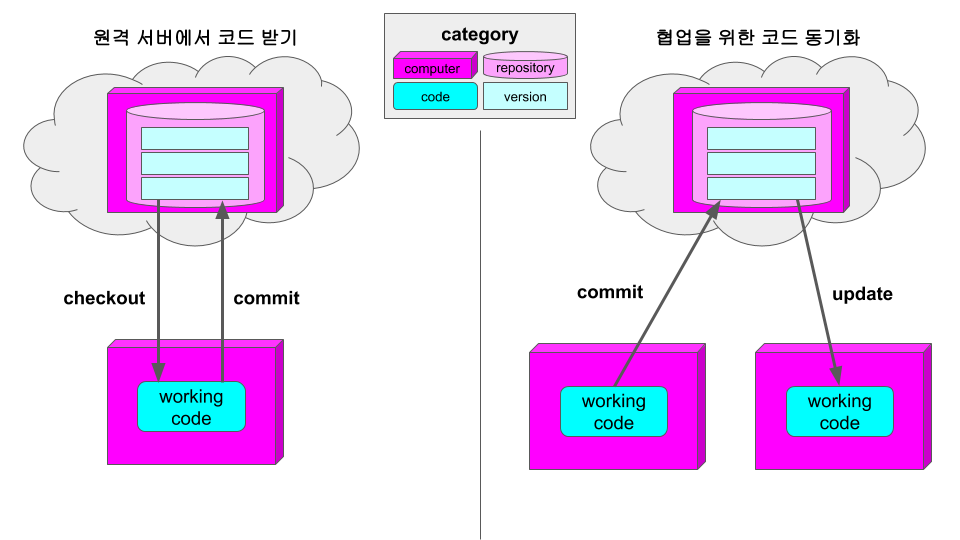 원격 서버에서 코드 받기
category
computer
repository
code
version
협업을 위한 코드 동기화
checkout
commit
working
code
commit
update
working
code
working
code